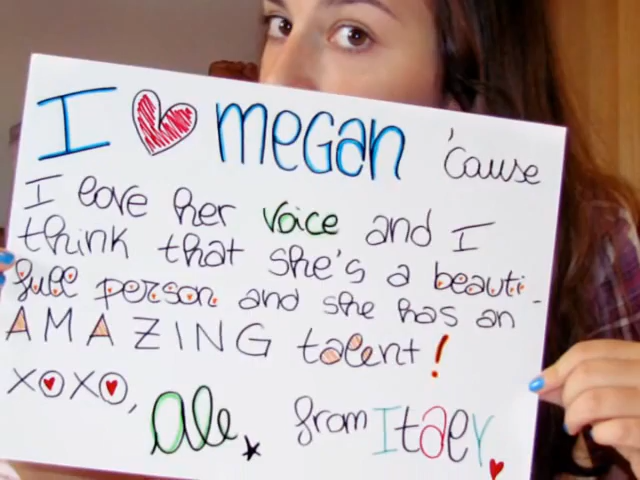 I ❤ MEGAN 'cause
I love her voice and I
think that she's a beauti-
full person and she has an
AMAZING talent!
XOXO,
Ale ★ from Italy ♥